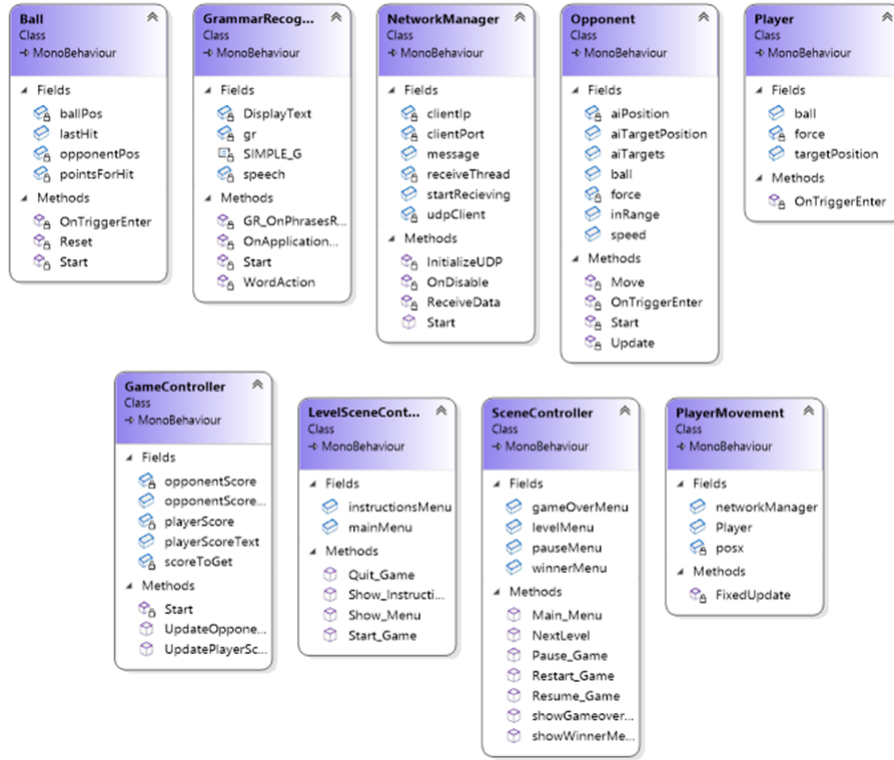 Ball
Class
MonoBehaviour
Fields
ballPos
lastHit
opponentPos
pointsForHit
Methods
OnTriggerEnter
Reset
Start
GrammarRecog...
Class
MonoBehaviour
Fields
DisplayText
gr
SIMPLE_G
speech
Methods
GR_OnPhrasesR...
OnApplication...
Start
WordAction
NetworkManager
Class
MonoBehaviour
Fields
clientIp
clientPort
message
receiveThread
startRecieving
udpClient
Methods
InitializeUDP
OnDisable
ReceiveData
Start
Opponent
Class
MonoBehaviour
Fields
aiPosition
aiTargetPosition
aiTargets
ball
force
inRange
speed
Methods
Move
OnTriggerEnter
Start
Update
Player
Class
MonoBehaviour
Fields
ball
force
targetPosition
Methods
OnTriggerEnter
GameController
Class
MonoBehaviour
Fields
opponentScore
opponentScore...
playerScore
playerScoreText
scoreToGet
Methods
Start
UpdateOppone...
UpdatePlayerSc...
LevelSceneCont...
Class
MonoBehaviour
Fields
instructionsMenu
mainMenu
Methods
Quit_Game
Show_Instructi...
Show_Menu
Start_Game
SceneController
Class
MonoBehaviour
Fields
gameOverMenu
levelMenu
pauseMenu
winnerMenu
Methods
Main_Menu
NextLevel
Pause_Game
Restart_Game
Resume_Game
showGameover...
showWinnerMe...
PlayerMovement
Class
MonoBehaviour
Fields
networkManager
Player
posx
Methods
FixedUpdate